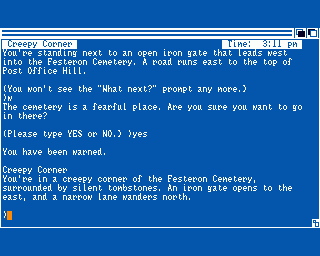 Creepy Corner Time: 3:11 pm
You're standing next to an open iron gate that leads west
into the Festeron Cemetery. A road runs east to the top of
Post Office Hill.
(You won't see the "What next?" prompt any more.)
>w
The cemetery is a fearful place. Are you sure you want to go
in there?
(Please type YES or NO.) >yes
You have been warned.
Creepy Corner
You're in a creepy corner of the Festeron Cemetery,
surrounded by silent tombstones. An iron gate opens to the
east, and a narrow lane wanders north.
>